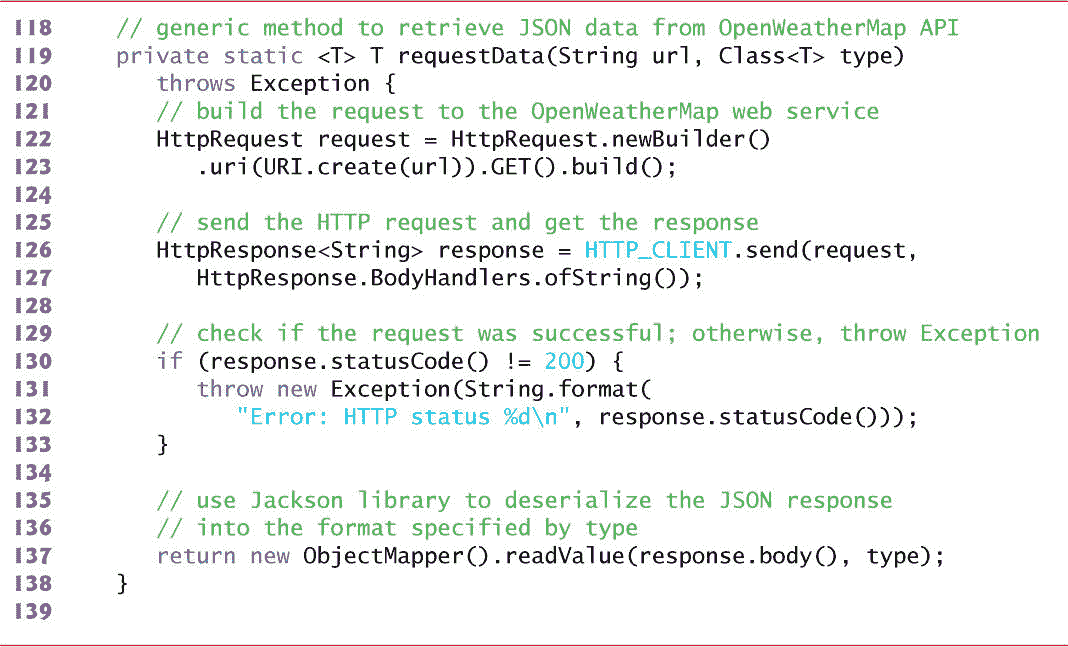 118 // generic method to retrieve JSON data from OpenWeatherMap API
119 private static <T> T requestData(String url, Class<T> type)
120 throws Exception {
121 // build the request to the OpenWeatherMap web service
122 HttpRequest request = HttpRequest.newBuilder()
123 .uri(URI.create(url)).GET().build();
124
125 // send the HTTP request and get the response
126 HttpResponse<String> response = HTTP_CLIENT.send(request,
127 HttpResponse.BodyHandlers.ofString());
128
129 // check if the request was successful; otherwise, throw Exception
130 if (response.statusCode() != 200) {
131 throw new Exception(String.format(
132 "Error: HTTP status %d\n", response.statusCode()));
133 }
134
135 // use Jackson library to deserialize the JSON response
136 // into the format specified by type
137 return new ObjectMapper().readValue(response.body(), type);
138 }
139